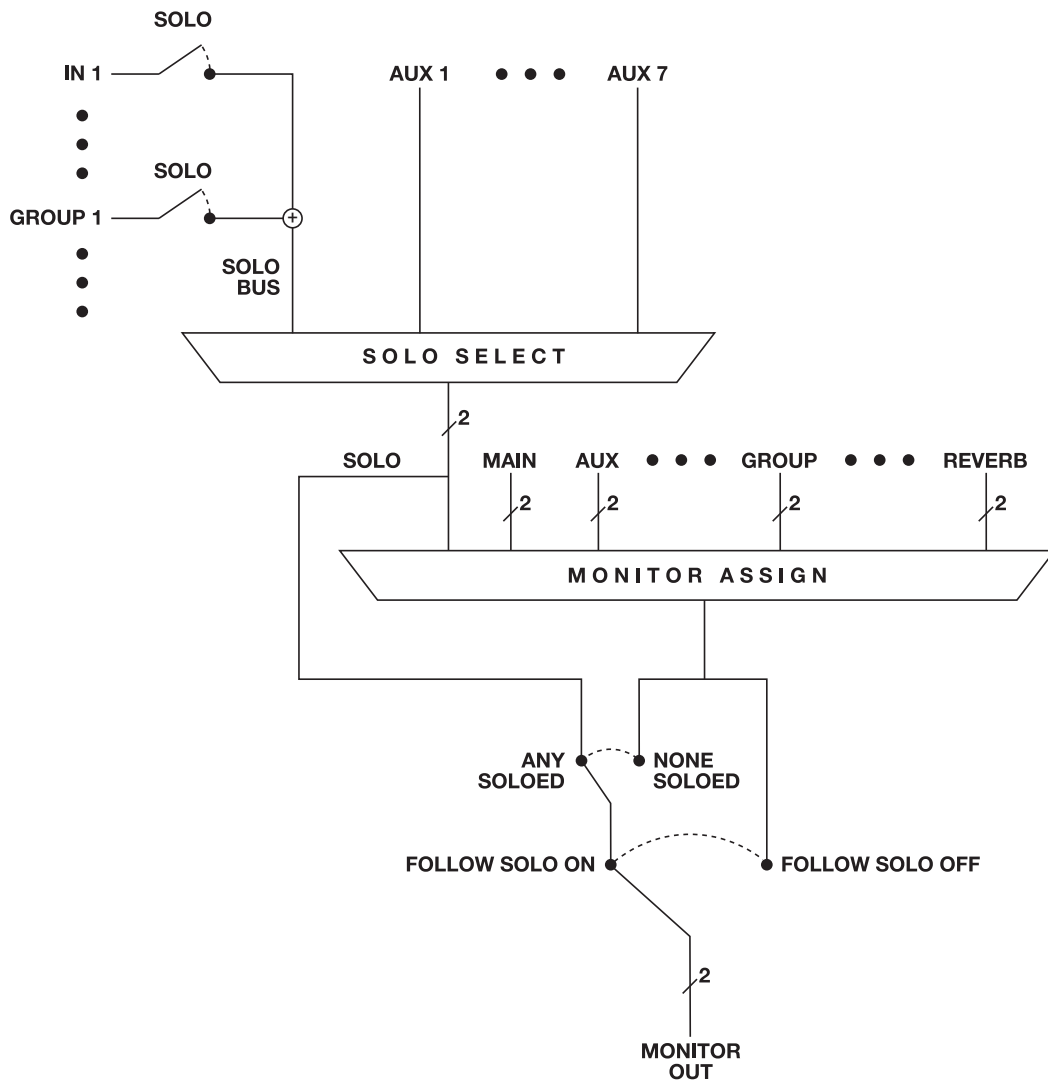 SOLO
IN 1
AUX 1
AUX 7
SOLO
GROUP 1
SOLO
BUS
SOLO SELECT
2
SOLO
MAIN
AUX
GROUP
REVERB
2
2
2
2
MONITOR ASSIGN
ANY
SOLOED
NONE
SOLOED
FOLLOW SOLO ON
FOLLOW SOLO OFF
2
MONITOR
OUT